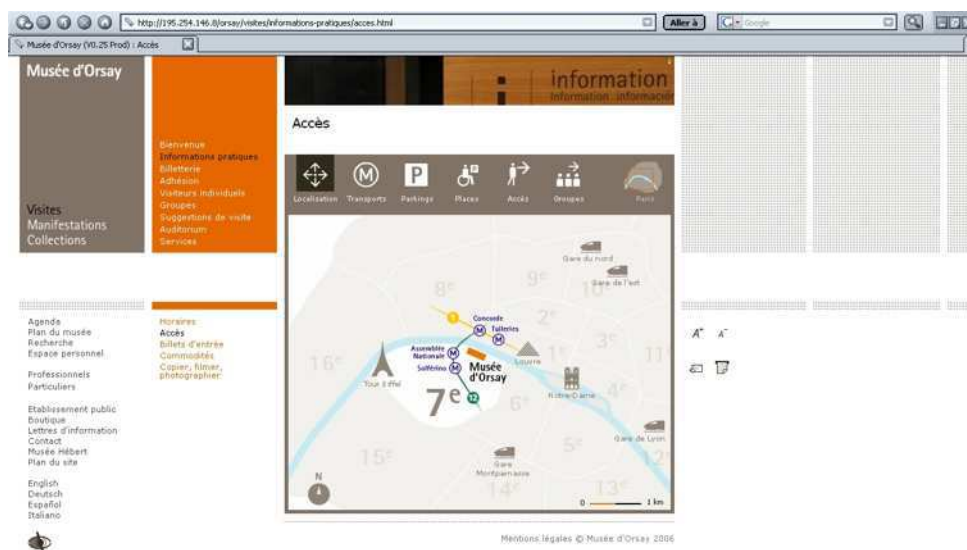 http://195.254.146.8/orsay/visites/informations-pratiques/acces.html
Aller à
Google
Musée d'Orsay (V0.25 Prod) : Accès
Musée d'Orsay
Visites
Manifestations
Collections
Bienvenue
Informations pratiques
Billetterie
Adhésion
Visiteurs individuels
Groupes
Suggestions de visite
Auditorium
Services
information
information información
Accès
Localisation
Transports
Parkings
Places
Accès
Groupes
Paris
Gare du nord
Gare de l'est
8e
9e
10e
2e
3e
1e
11
16e
4e
6e
5e
12e
15e
14e
13e
1
Concorde
M
Tuileries
M
Assemblée
Nationale
M
Solférino
M
Musée
d'Orsay
Louvre
Tour Eiffel
7e
12
Notre-Dame
Gare de Lyon
Gare
Montparnasse
N
0
1 km
Agenda
Plan du musée
Recherche
Espace personnel
Professionnels
Particuliers
Etablissement public
Boutique
Lettres d'information
Contact
Musée Hébert
Plan du site
English
Deutsch
Español
Italiano
Horaires
Accès
Billets d'entrée
Commodités
Copier, filmer,
photographier
A+
A-
Mentions légales © Musée d'Orsay 2006